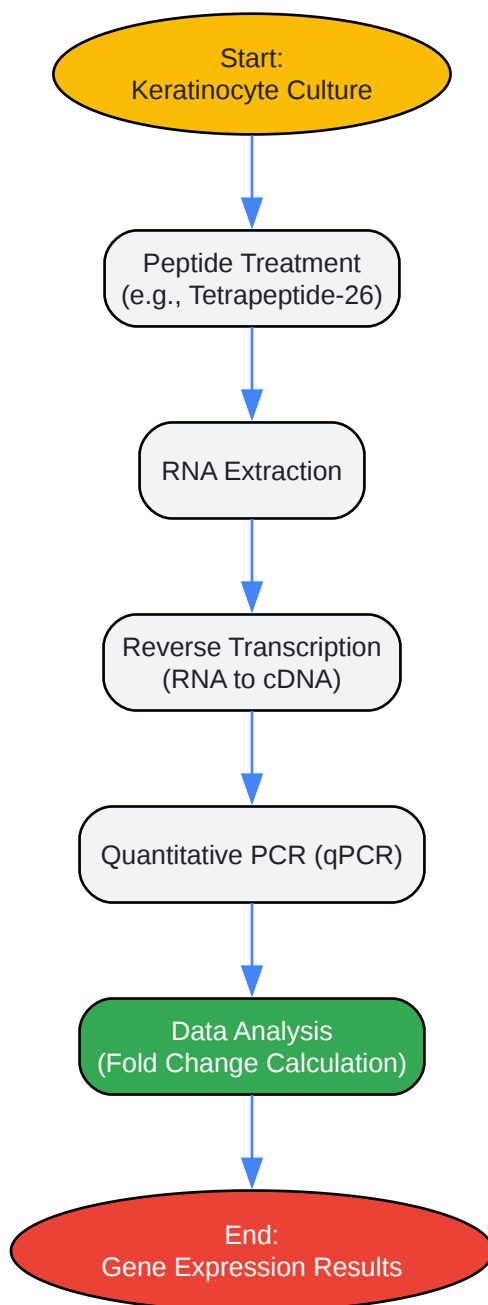 Start:
Keratinocyte Culture
Peptide Treatment
(e.g., Tetrapeptide-26)
RNA Extraction
Reverse Transcription
(RNA to cDNA)
Quantitative PCR (qPCR)
Data Analysis
(Fold Change Calculation)
End:
Gene Expression Results